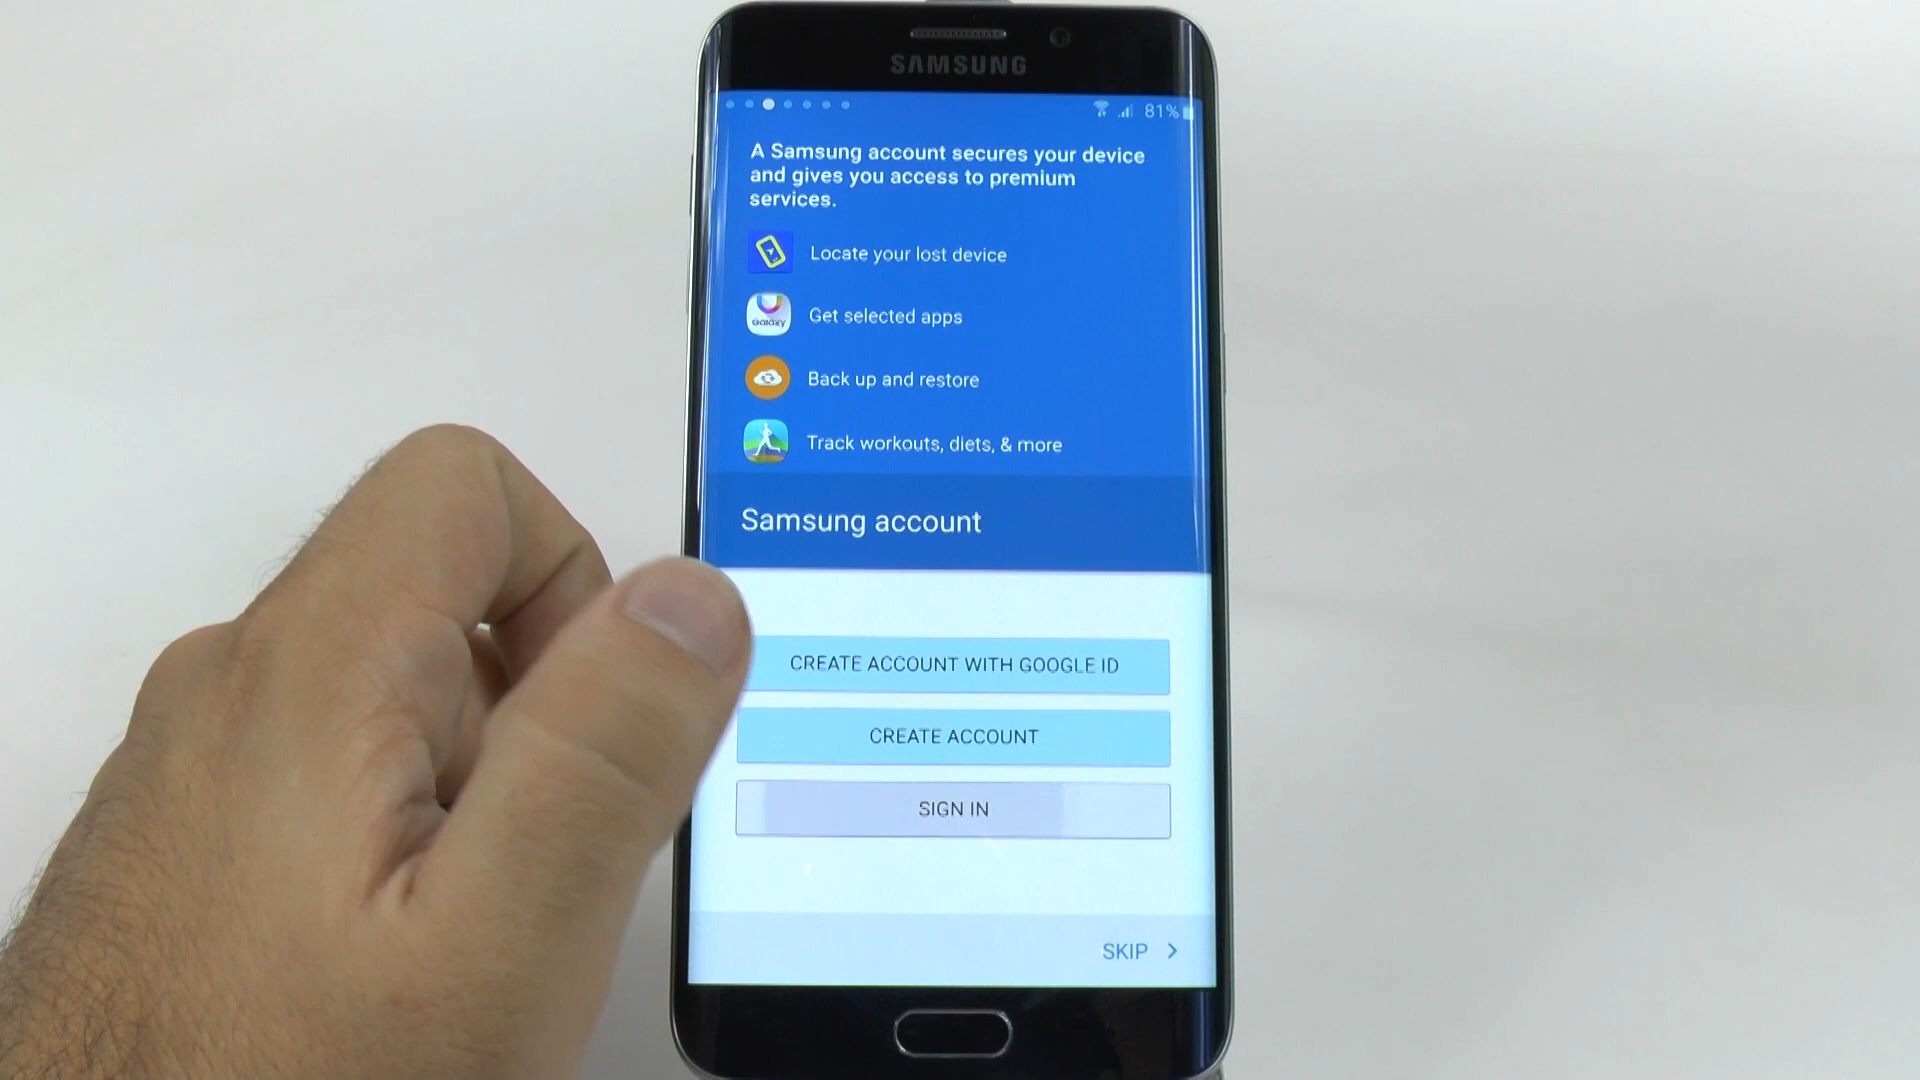 SAMSUNG
81%
A Samsung account secures your device
and gives you access to premium
services.
Locate your lost device
GALAXY
Get selected apps
Back up and restore
Track workouts, diets, & more
Samsung account
CREATE ACCOUNT WITH GOOGLE ID
CREATE ACCOUNT
SIGN IN
SKIP